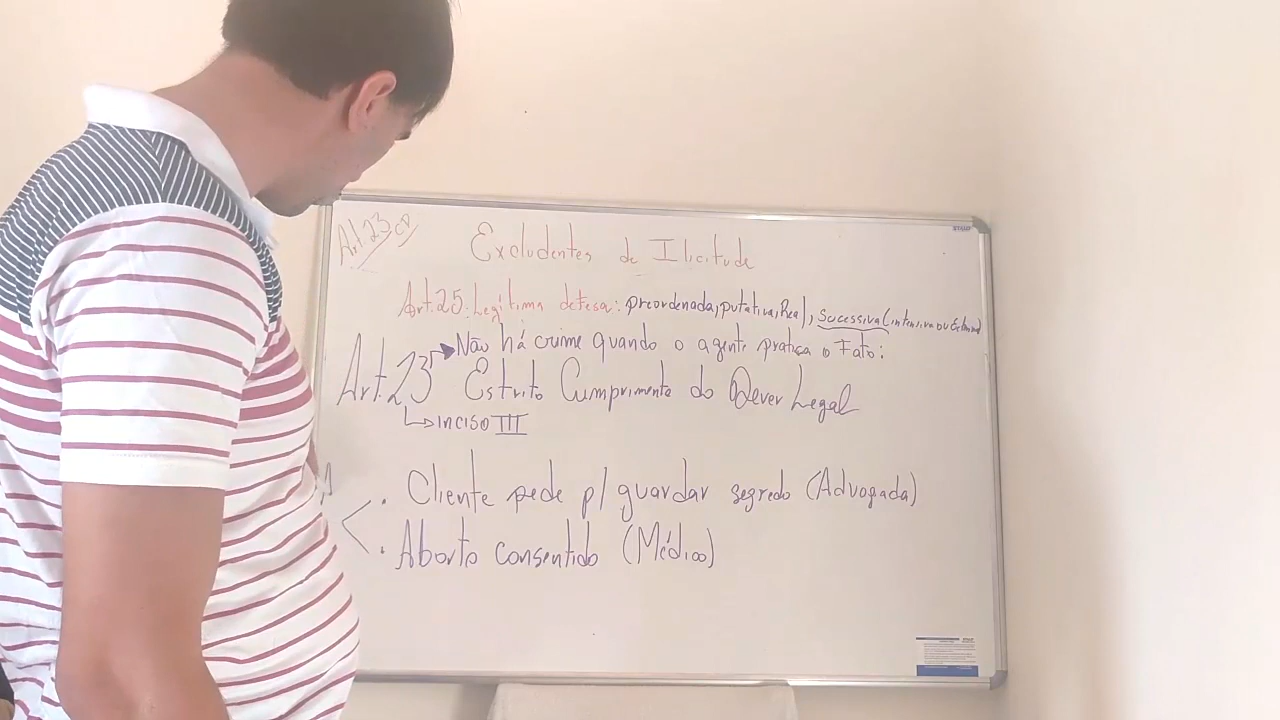 Art.23 CP
Excludentes de Ilicitude
Art.25: Legítima defesa: preordenada, putativa, Real, Sucessiva (intensiva ou Extensiva)
Não há crime quando o agente pratica o Fato:
Art.23 Estrito Cumprimento do Dever Legal
inciso III
• Cliente pede p/ guardar segredo (Advogada)
• Aborto consentido (Médico)